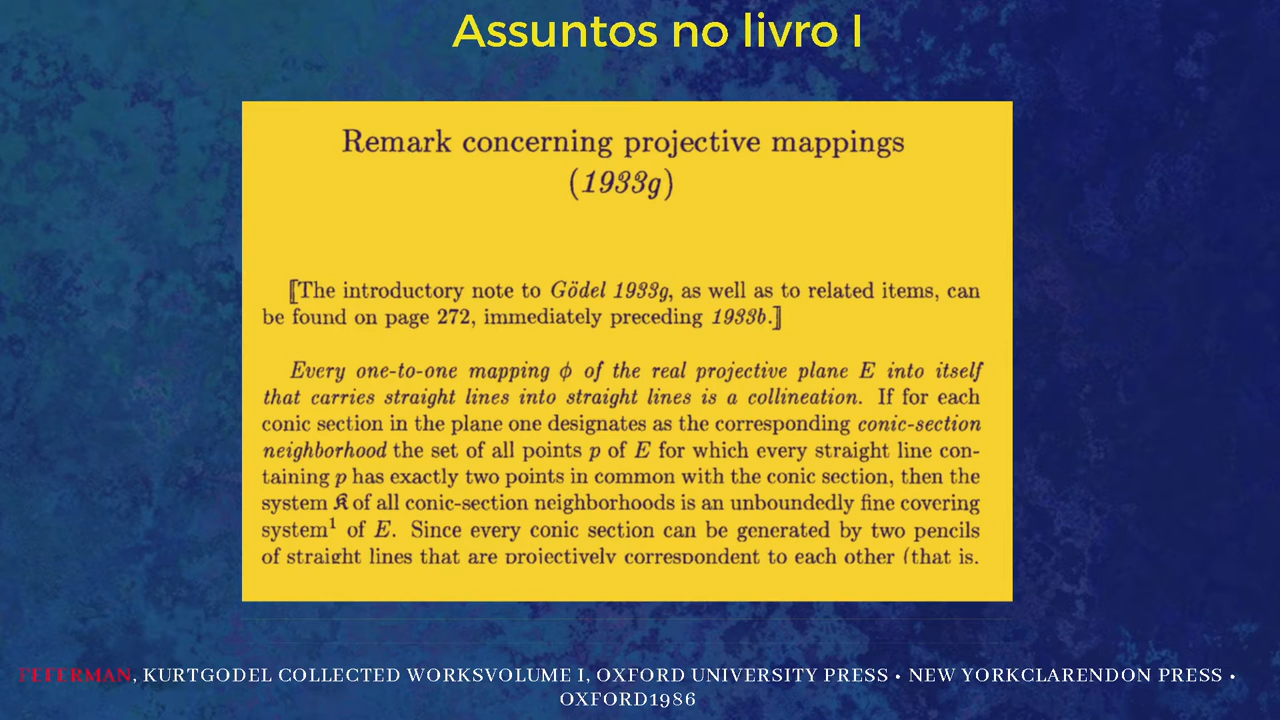 Assuntos no livro I
Remark concerning projective mappings
(1933g)
⟦The introductory note to Gödel 1933g, as well as to related items, can
be found on page 272, immediately preceding 1933b.⟧
Every one-to-one mapping ϕ of the real projective plane E into itself
that carries straight lines into straight lines is a collineation. If for each
conic section in the plane one designates as the corresponding conic-section
neighborhood the set of all points p of E for which every straight line con-
taining p has exactly two points in common with the conic section, then the
system 𝔎 of all conic-section neighborhoods is an unboundedly fine covering
system¹ of E. Since every conic section can be generated by two pencils
of straight lines that are projectively correspondent to each other (that is,
FEFERMAN, KURTGODEL COLLECTED WORKSVOLUME I, OXFORD UNIVERSITY PRESS • NEW YORKCLARENDON PRESS •
OXFORD1986